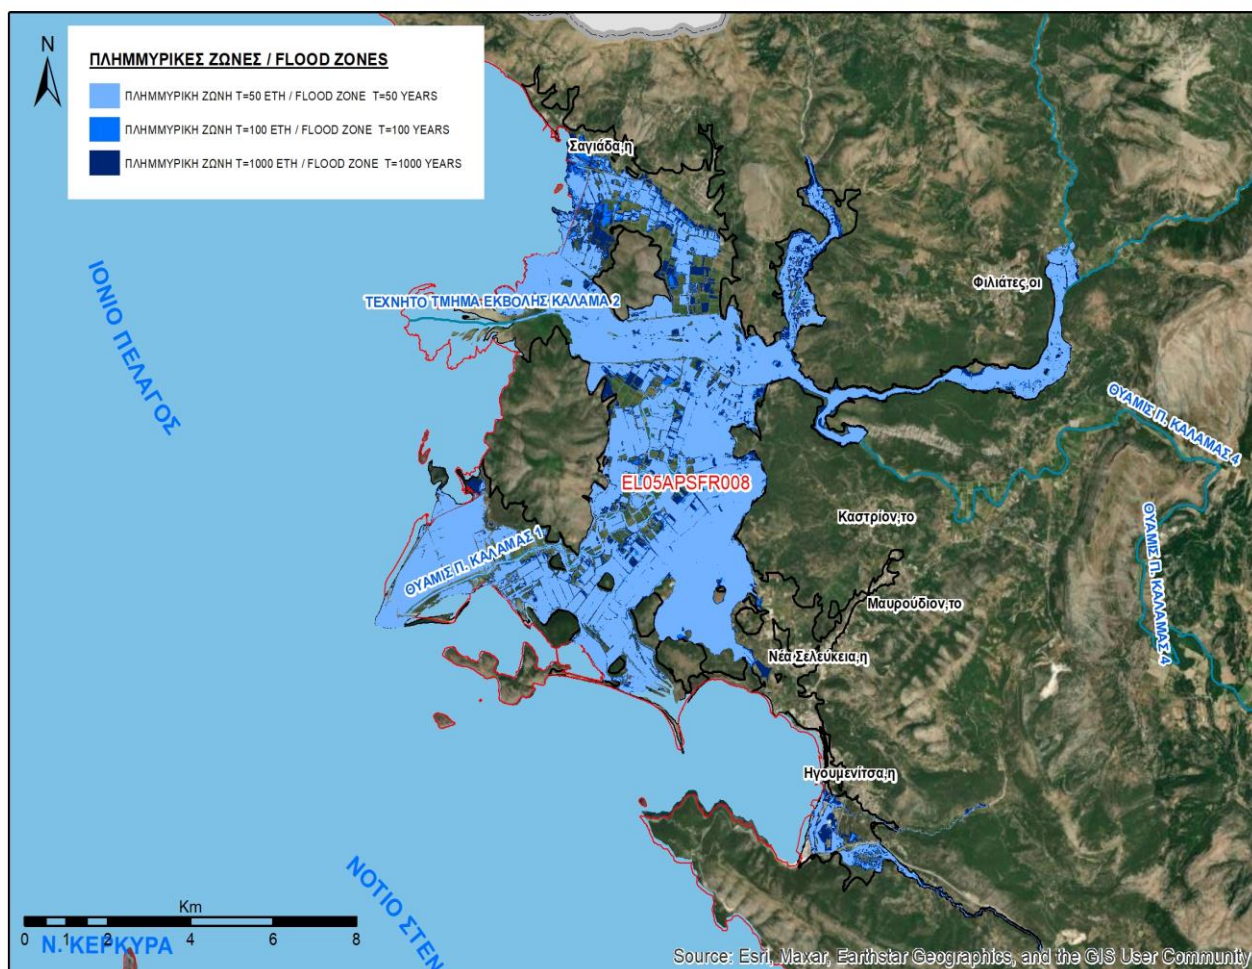 N
ΠΛΗΜΜΥΡΙΚΕΣ ΖΩΝΕΣ / FLOOD ZONES
ΠΛΗΜΜΥΡΙΚΗ ΖΩΝΗ T=50 ΕΤΗ / FLOOD ZONE T=50 YEARS
ΠΛΗΜΜΥΡΙΚΗ ΖΩΝΗ T=100 ΕΤΗ / FLOOD ZONE T=100 YEARS
ΠΛΗΜΜΥΡΙΚΗ ΖΩΝΗ T=1000 ΕΤΗ / FLOOD ZONE T=1000 YEARS
Σαγιάδα,η
ΙΟΝΙΟ ΠΕΛΑΓΟΣ
Φιλιάτες,οι
ΤΕΧΝΗΤΟ ΤΜΗΜΑ ΕΚΒΟΛΗΣ ΚΑΛΑΜΑ 2
ΘΥΑΜΙΣ Π. ΚΑΛΑΜΑΣ 4
EL05APSFR008
Καστρίον,το
ΘΥΑΜΙΣ Π. ΚΑΛΑΜΑΣ 1
ΘΥΑΜΙΣ Π. ΚΑΛΑΜΑΣ 4
Μαυρούδιον,το
Νέα Σελεύκεια,η
Ηγουμενίτσα,η
ΝΟΤΙΟ ΣΤΕΝ
Km
0 1 2 4 6 8
Ν. ΚΕΡΚΥΡΑ
Source: Esri, Maxar, Earthstar Geographics, and the GIS User Community